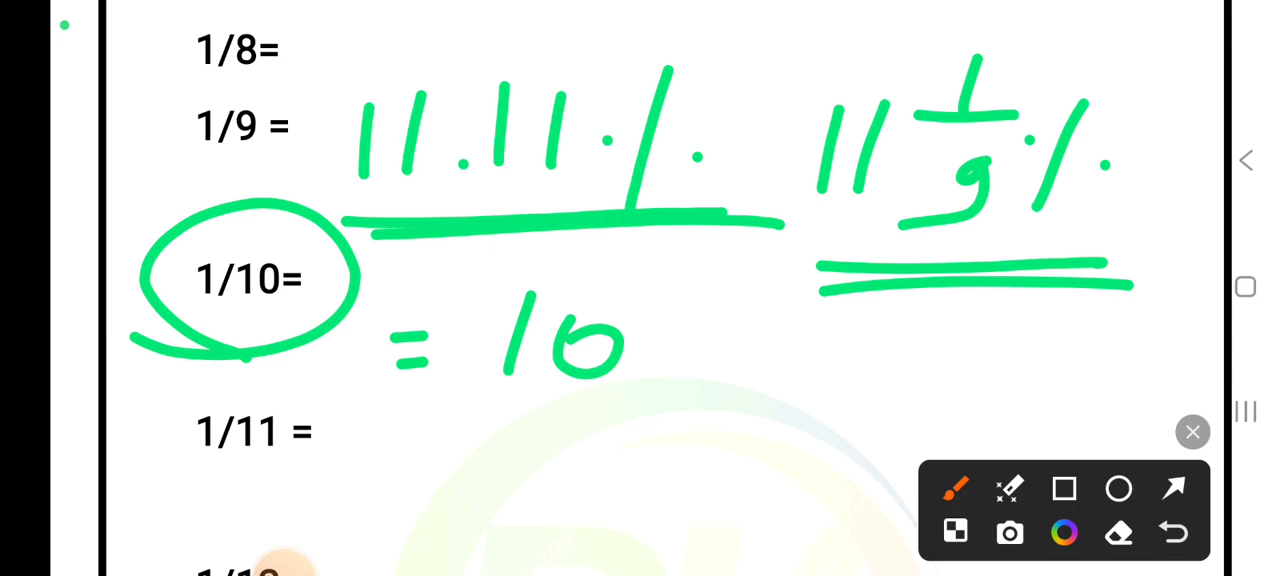 1/8=
1/9 = 11.11% 11 1/9 %
1/10= = 10
1/11 =